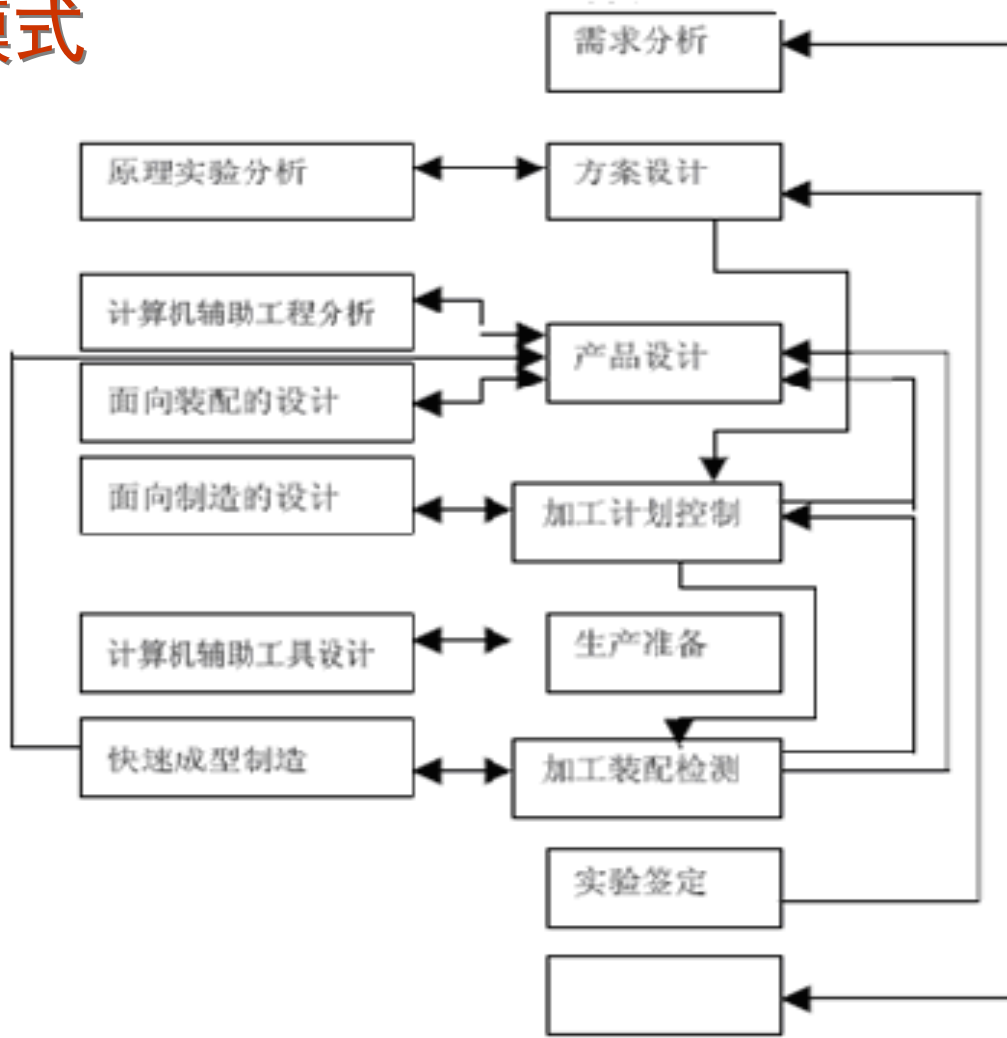 模式
需求分析
原理实验分析
方案设计
计算机辅助工程分析
产品设计
面向装配的设计
面向制造的设计
加工计划控制
计算机辅助工具设计
生产准备
快速成型制造
加工装配检测
实验签定